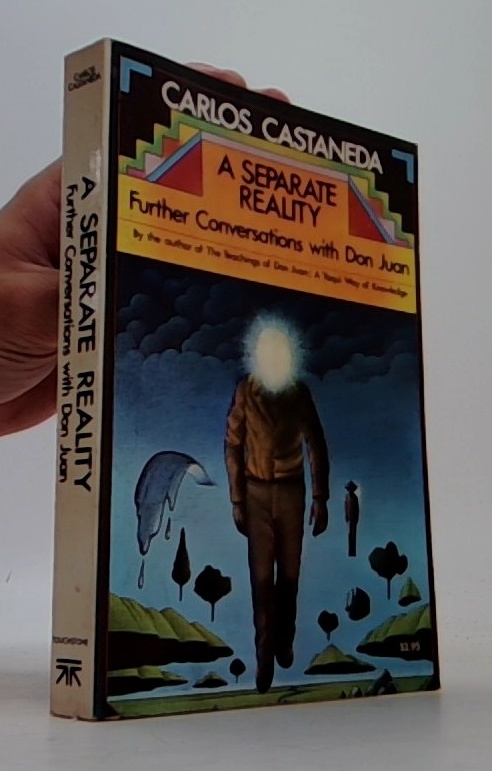 CARLOS
CASTANEDA
A SEPARATE REALITY
Further Conversations with Don Juan
TOUCHSTONE
CARLOS CASTANEDA
A SEPARATE
REALITY
Further Conversations with Don Juan
By the author of The Teachings of Don Juan: A Yaqui Way of Knowledge
$2.95